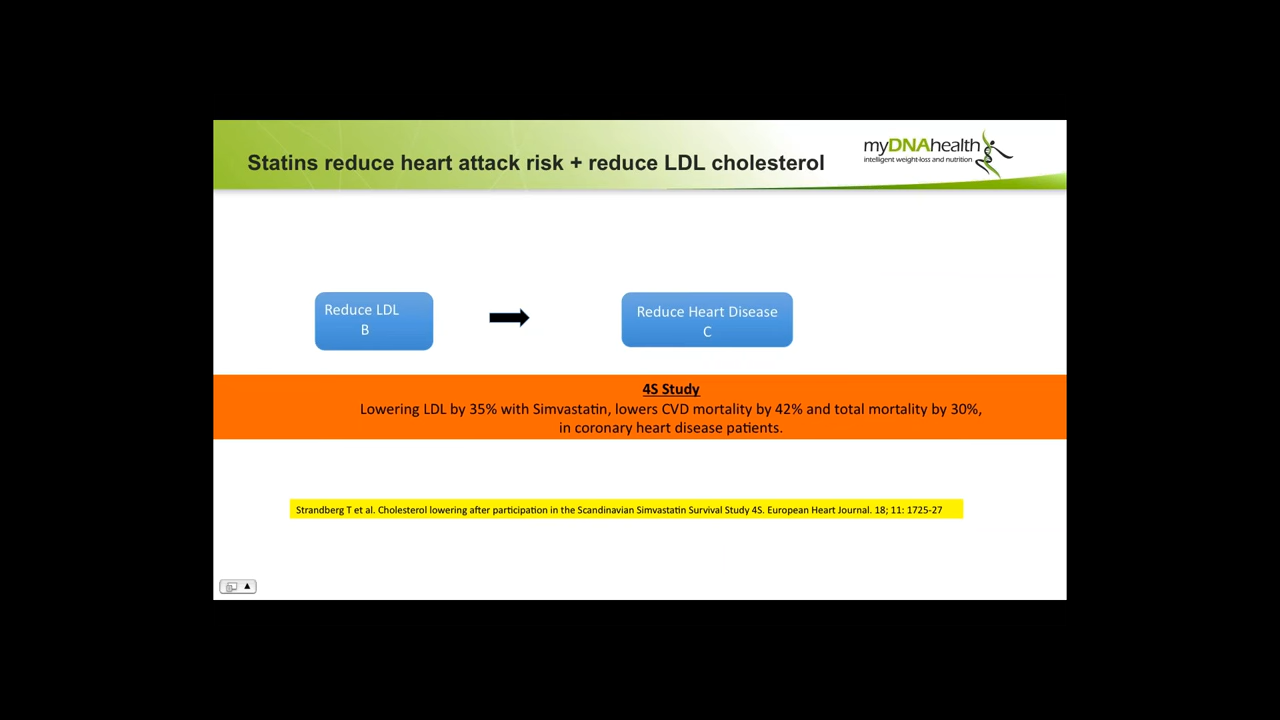 Statins reduce heart attack risk + reduce LDL cholesterol
myDNAhealth
intelligent weight-loss and nutrition
Reduce LDL
B
Reduce Heart Disease
C
4S Study
Lowering LDL by 35% with Simvastatin, lowers CVD mortality by 42% and total mortality by 30%,
in coronary heart disease patients.
Strandberg T et al. Cholesterol lowering after participation in the Scandinavian Simvastatin Survival Study 4S. European Heart Journal. 18; 11: 1725-27